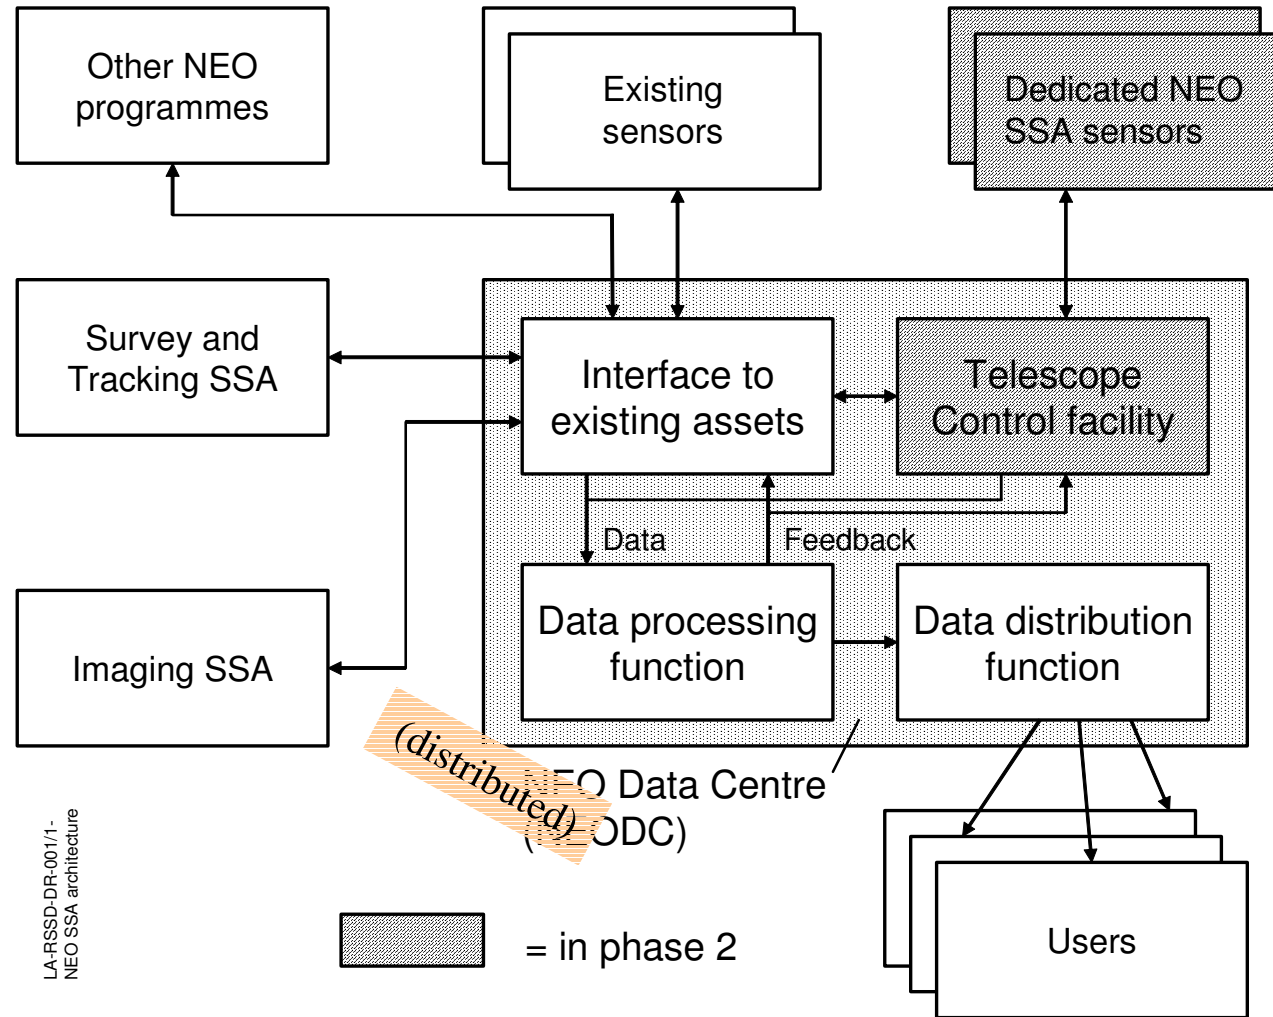 Other NEO
programmes
Existing
sensors
Dedicated NEO
SSA sensors
Survey and
Tracking SSA
Interface to
existing assets
Telescope
Control facility
Data
Feedback
Data processing
function
Data distribution
function
Imaging SSA
(distributed)
NEO Data Centre
(NEODC)
Users
= in phase 2
LA-RSSD-DR-001/1-
NEO SSA architecture